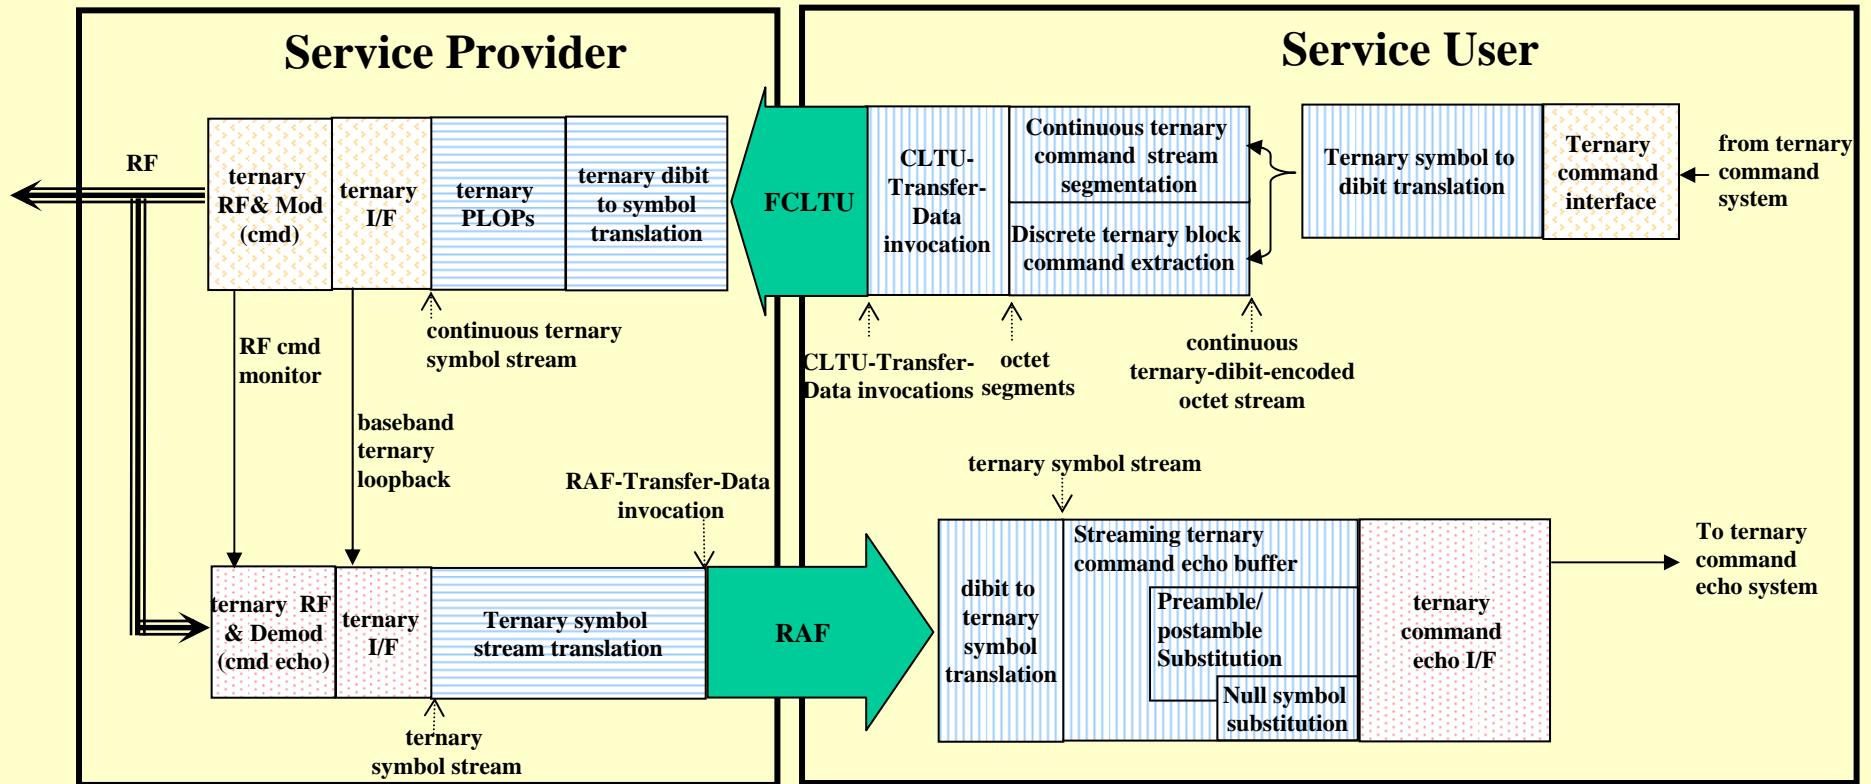 Service Provider
Service User
RF
ternary
RF& Mod
(cmd)
ternary
I/F
ternary
PLOPs
ternary dibit
to symbol
translation
FCLTU
CLTU-
Transfer-
Data
invocation
Continuous ternary
command stream
segmentation
Discrete ternary block
command extraction
Ternary symbol to
dibit translation
Ternary
command
interface
from ternary
command
system
RF cmd
monitor
continuous ternary
symbol stream
CLTU-Transfer-
Data invocations
octet
segments
continuous
ternary-dibit-encoded
octet stream
baseband
ternary
loopback
RAF-Transfer-Data
invocation
ternary symbol stream
ternary RF
& Demod
(cmd echo)
ternary
I/F
Ternary symbol
stream translation
RAF
dibit to
ternary
symbol
translation
Streaming ternary
command echo buffer
Preamble/
postamble
Substitution
Null symbol
substitution
ternary
command
echo I/F
To ternary
command
echo system
ternary
symbol stream